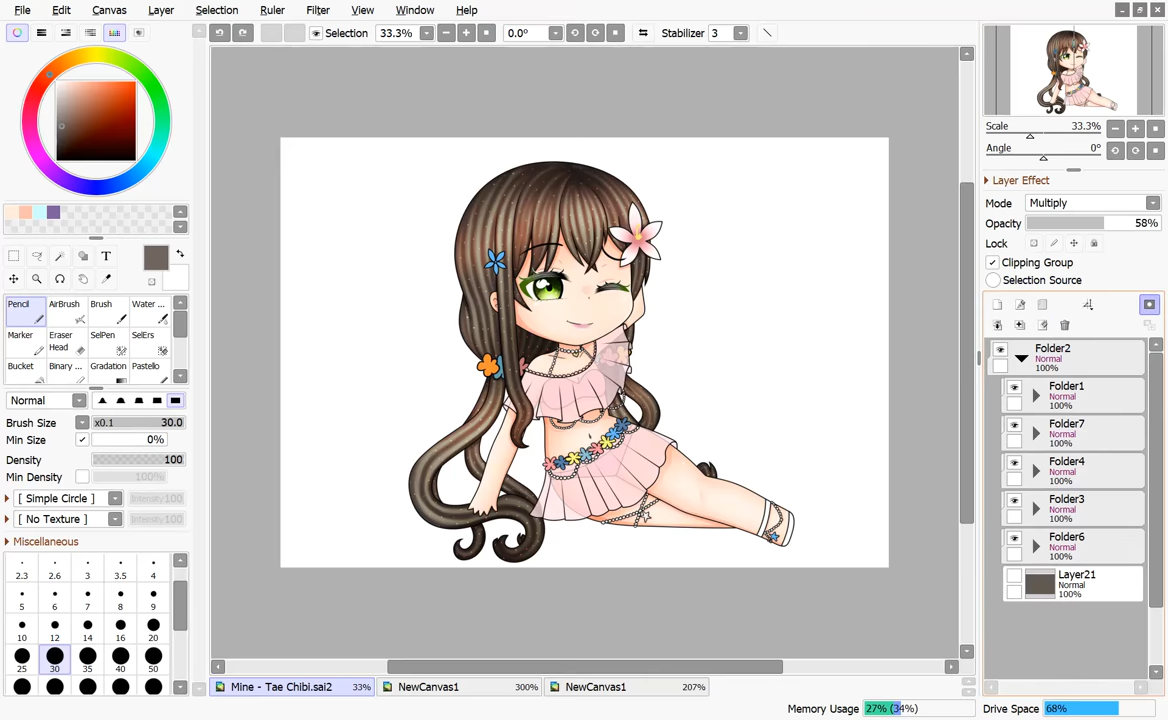 File Edit Canvas Layer Selection Ruler Filter View Window Help
Selection 33.3% 0.0° Stabilizer 3
Scale 33.3%
Angle 0°
Layer Effect
Mode Multiply
Opacity 58%
Lock
Clipping Group
Selection Source
T
Pencil AirBrush Brush Water ...
Marker Eraser Head SelPen SelErs
Bucket Binary ... Gradation Pastello
Normal
Brush Size x0.1 30.0
Min Size 0%
Density 100
Min Density 100%
[ Simple Circle ] Intensity 100
[ No Texture ] Intensity 100
Miscellaneous
2.3 2.6 3 3.5 4
5 6 7 8 9
10 12 14 16 20
25 30 35 40 50
Folder2
Normal
100%
Folder1
Normal
100%
Folder7
Normal
100%
Folder4
Normal
100%
Folder3
Normal
100%
Folder6
Normal
100%
Layer21
Normal
100%
Mine - Tae Chibi.sai2 33% NewCanvas1 300% NewCanvas1 207%
Memory Usage 27% (34%) Drive Space 68%